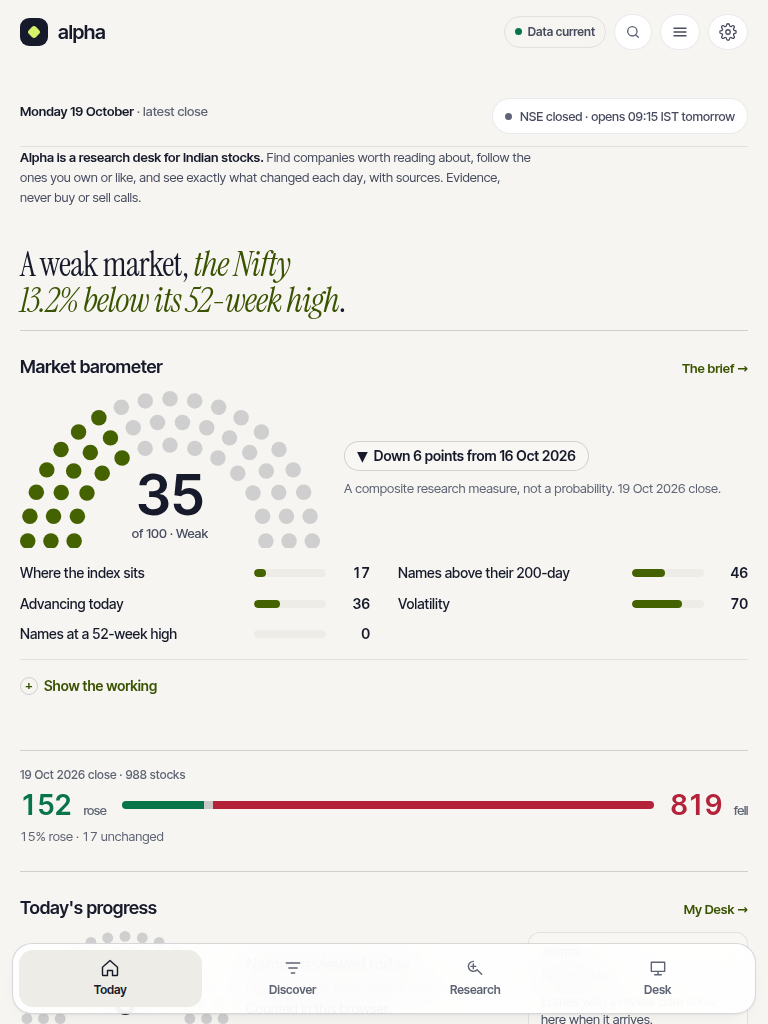 alpha
Data current
Monday 19 October · latest close
NSE closed · opens 09:15 IST tomorrow
Alpha is a research desk for Indian stocks. Find companies worth reading about, follow the
ones you own or like, and see exactly what changed each day, with sources. Evidence,
never buy or sell calls.
A weak market, the Nifty
13.2% below its 52-week high.
Market barometer
The brief →
35
of 100 · Weak
▼ Down 6 points from 16 Oct 2026
A composite research measure, not a probability. 19 Oct 2026 close.
Where the index sits 17
Names above their 200-day 46
Advancing today 36
Volatility 70
Names at a 52-week high 0
+ Show the working
19 Oct 2026 close · 988 stocks
152 rose
819 fell
15% rose · 17 unchanged
Today's progress
My Desk →
Today
Discover
Research
Desk
here when it arrives.